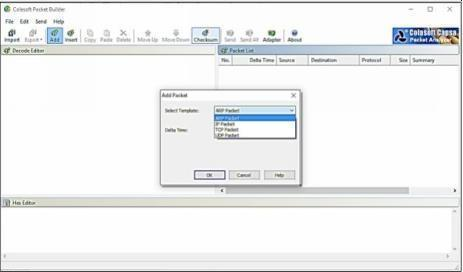 Colasoft Packet Builder
File Edit Send Help
Import Export Add Insert Copy Paste Delete Move Up Move Down Checksum Send Send All Adapter About
Colasoft Capsa
Packet Analyzer
Decode Editor
Packet List
No. Delta Time Source Destination Protocol Size Summary
Add Packet
Select Template: ARP Packet
ARP Packet
IP Packet
TCP Packet
UDP Packet
Delta Time:
OK Cancel Help
Hex Editor